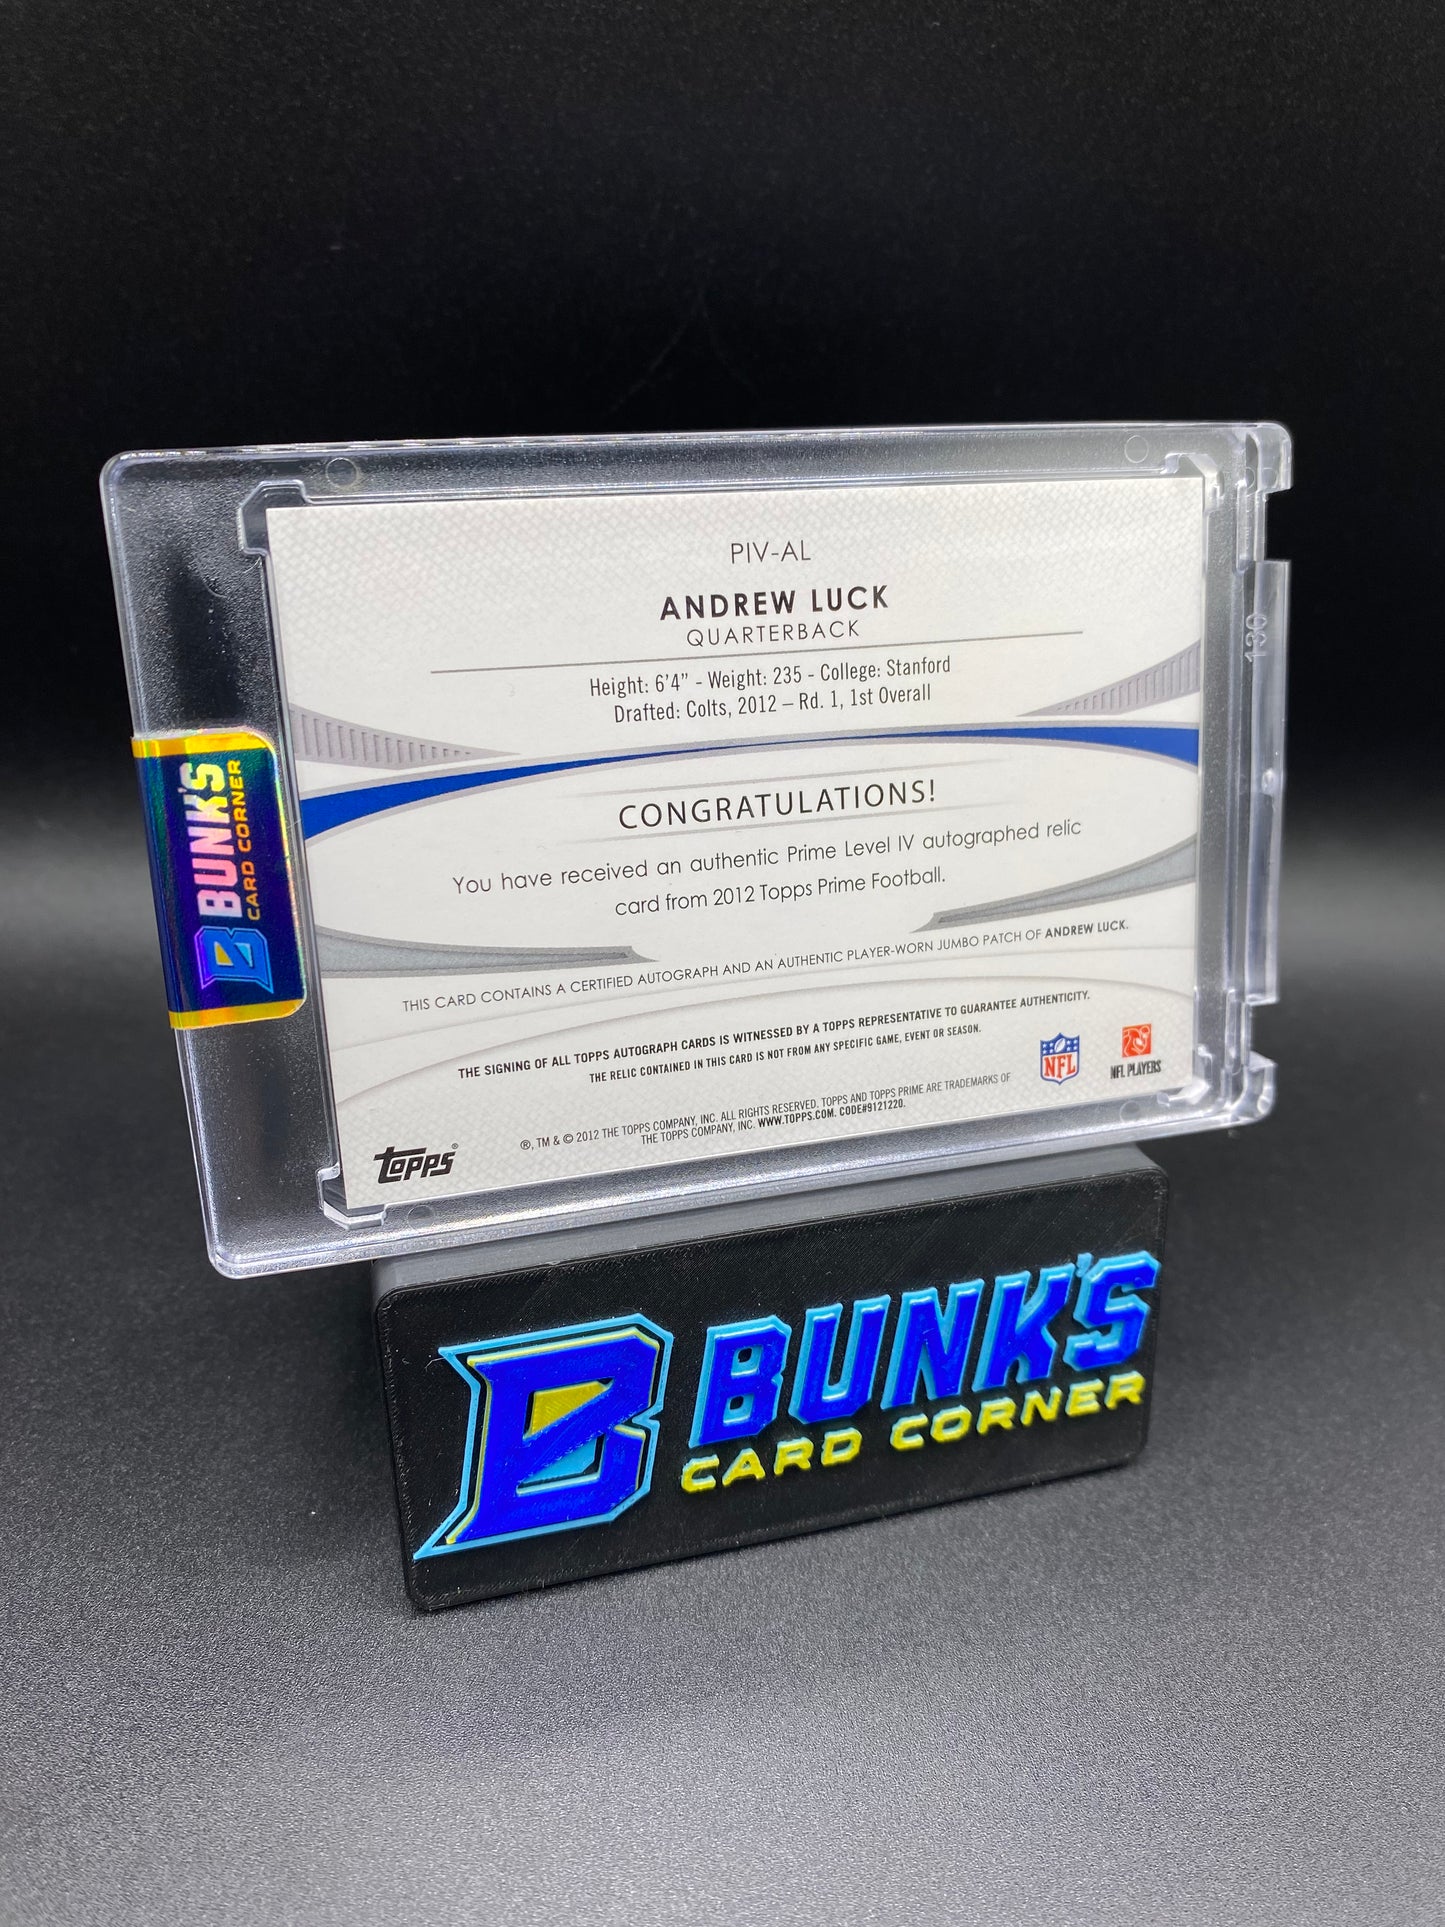 PIV-AL
ANDREW LUCK
QUARTERBACK
Height: 6'4" - Weight: 235 - College: Stanford
Drafted: Colts, 2012 – Rd. 1, 1st Overall
CONGRATULATIONS!
You have received an authentic Prime Level IV autographed relic
card from 2012 Topps Prime Football.
THIS CARD CONTAINS A CERTIFIED AUTOGRAPH AND AN AUTHENTIC PLAYER-WORN JUMBO PATCH OF ANDREW LUCK.
THE SIGNING OF ALL TOPPS AUTOGRAPH CARDS IS WITNESSED BY A TOPPS REPRESENTATIVE TO GUARANTEE AUTHENTICITY.
THE RELIC CONTAINED IN THIS CARD IS NOT FROM ANY SPECIFIC GAME, EVENT OR SEASON.
®, TM & © 2012 THE TOPPS COMPANY, INC. ALL RIGHTS RESERVED. TOPPS AND TOPPS PRIME ARE TRADEMARKS OF
THE TOPPS COMPANY, INC. WWW.TOPPS.COM. CODE#9121220.
topps®
NFL
NFL PLAYERS
130
B BUNK'S
CARD CORNER
B BUNK'S
CARD CORNER